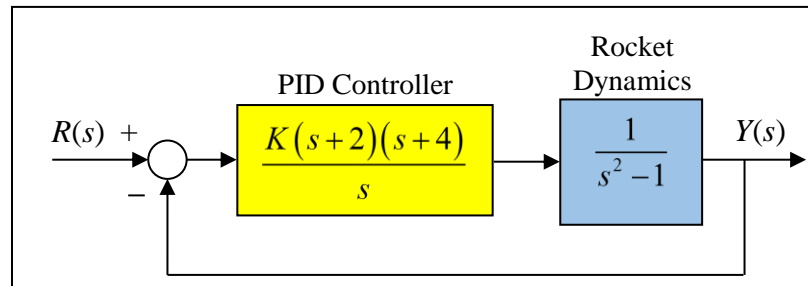 Rocket
Dynamics
PID Controller
R(s) +
K(s+2)(s+4)
s
1
s² −1
Y(s)
−